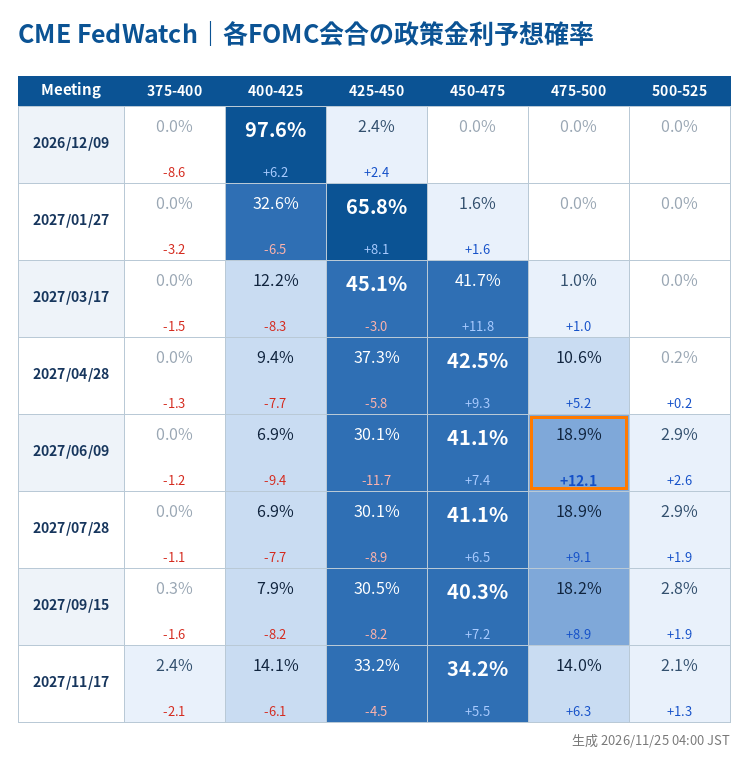 CME FedWatch｜各FOMC会合の政策金利予想確率
Meeting 375-400 400-425 425-450 450-475 475-500 500-525
0.0% 97.6% 2.4% 0.0% 0.0% 0.0%
2026/12/09
-8.6 +6.2 +2.4
0.0% 32.6% 65.8% 1.6% 0.0% 0.0%
2027/01/27
-3.2 -6.5 +8.1 +1.6
0.0% 12.2% 45.1% 41.7% 1.0% 0.0%
2027/03/17
-1.5 -8.3 -3.0 +11.8 +1.0
0.0% 9.4% 37.3% 42.5% 10.6% 0.2%
2027/04/28
-1.3 -7.7 -5.8 +9.3 +5.2 +0.2
0.0% 6.9% 30.1% 41.1% 18.9% 2.9%
2027/06/09
-1.2 -9.4 -11.7 +7.4 +12.1 +2.6
0.0% 6.9% 30.1% 41.1% 18.9% 2.9%
2027/07/28
-1.1 -7.7 -8.9 +6.5 +9.1 +1.9
0.3% 7.9% 30.5% 40.3% 18.2% 2.8%
2027/09/15
-1.6 -8.2 -8.2 +7.2 +8.9 +1.9
2.4% 14.1% 33.2% 34.2% 14.0% 2.1%
2027/11/17
-2.1 -6.1 -4.5 +5.5 +6.3 +1.3
生成 2026/11/25 04:00 JST